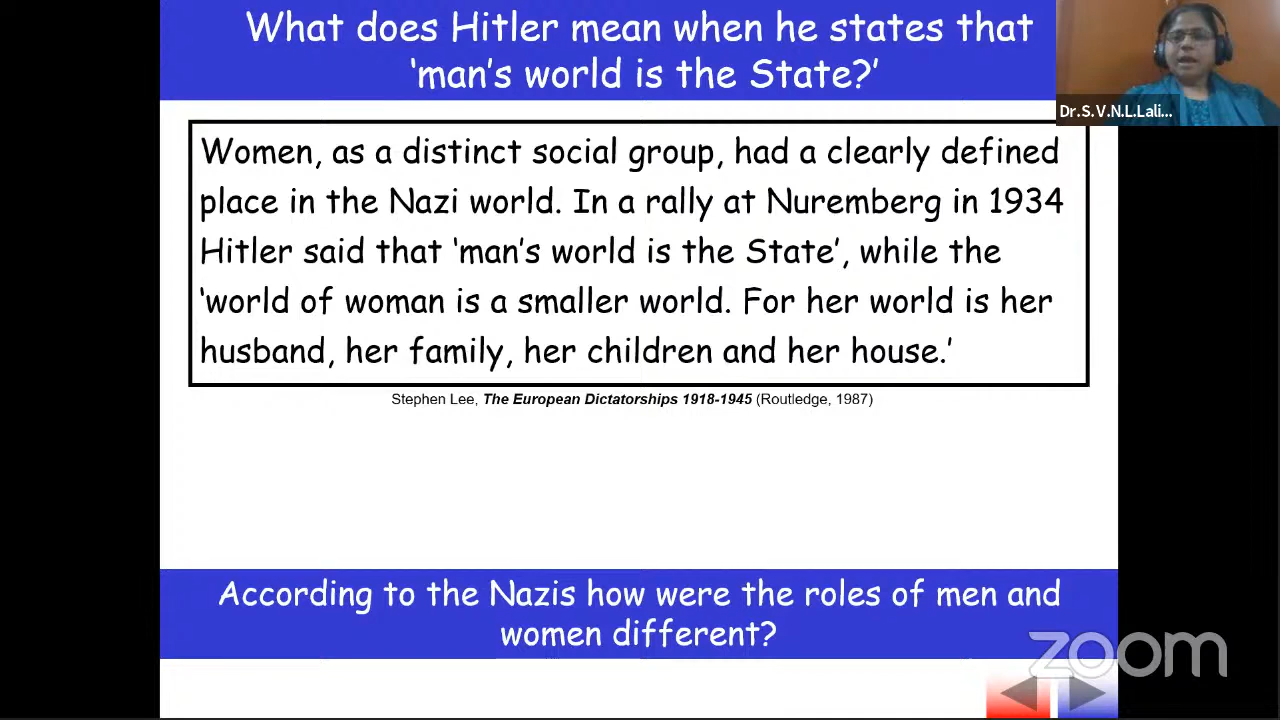 What does Hitler mean when he states that
‘man’s world is the State?’
Dr.S.V.N.L.Lali...
Women, as a distinct social group, had a clearly defined
place in the Nazi world. In a rally at Nuremberg in 1934
Hitler said that ‘man’s world is the State’, while the
‘world of woman is a smaller world. For her world is her
husband, her family, her children and her house.’
Stephen Lee, The European Dictatorships 1918-1945 (Routledge, 1987)
According to the Nazis how were the roles of men and
women different?
zoom